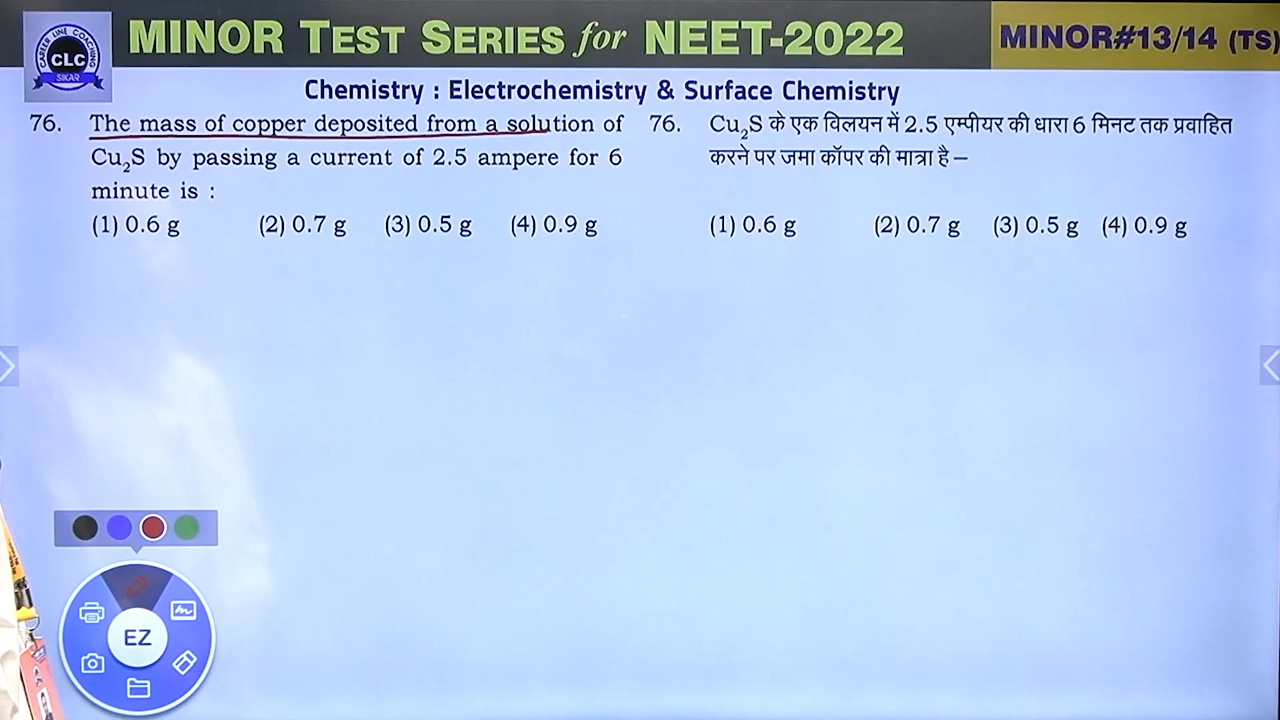 MINOR TEST SERIES for NEET-2022
MINOR#13/14 (TS)
CAREER LINE COACHING
CLC
SIKAR
Chemistry : Electrochemistry & Surface Chemistry
76. The mass of copper deposited from a solution of
Cu₂S by passing a current of 2.5 ampere for 6
minute is :
(1) 0.6 g (2) 0.7 g (3) 0.5 g (4) 0.9 g
76. Cu₂S के एक विलयन में 2.5 एम्पीयर की धारा 6 मिनट तक प्रवाहित
करने पर जमा कॉपर की मात्रा है –
(1) 0.6 g (2) 0.7 g (3) 0.5 g (4) 0.9 g
EZ